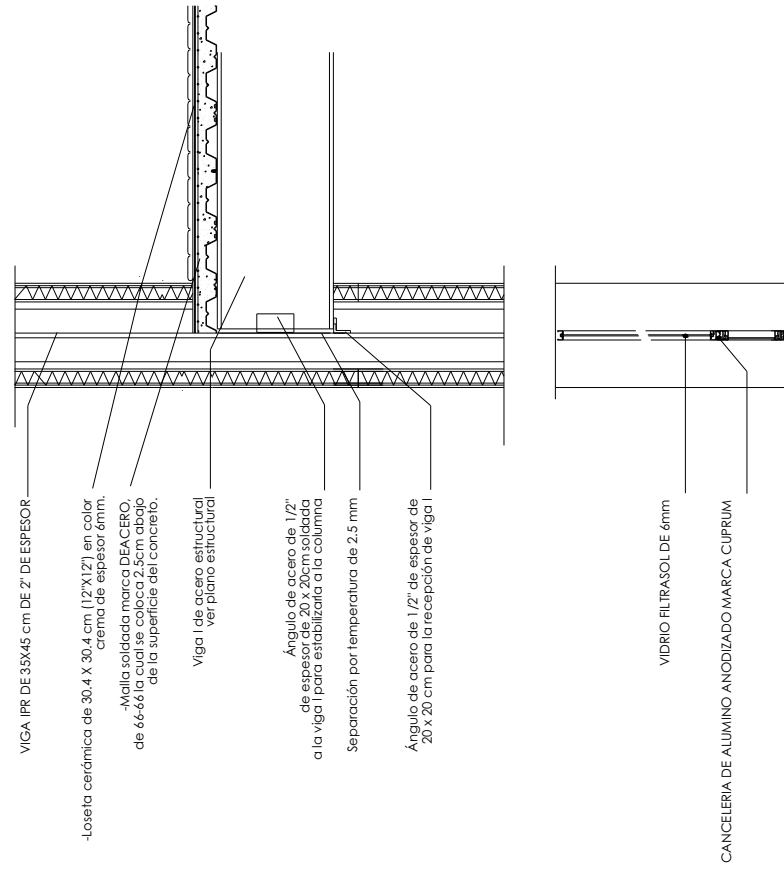 VIGA IPR DE 35X45 cm DE 2" DE ESPESOR
-Loseta cerámica de 30.4 X 30.4 cm (12"X12") en color
crema de espesor 6mm.
-Malla soldada marca DEACERO,
de 66-66 la cual se coloca 2.5cm abajo
de la superficie del concreto.
Viga I de acero estructural
ver plano estructural
Ángulo de acero de 1/2"
de espesor de 20 x 20cm soldada
a la viga I para estabilizarla a la columna
Separación por temperatura de 2.5 mm
Ángulo de acero de 1/2" de espesor de
20 x 20 cm para la recepción de viga I
VIDRIO FILTRASOL DE 6mm
CANCELERIA DE ALUMINO ANODIZADO MARCA CUPRUM